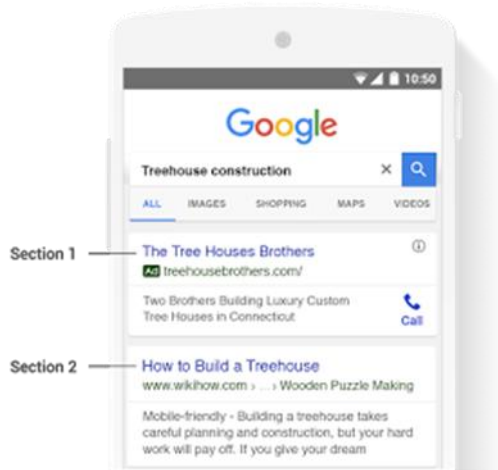 10:50
Google
Treehouse construction ×
ALL IMAGES SHOPPING MAPS VIDEOS
Section 1
The Tree Houses Brothers
Ad treehousebrothers.com/
Two Brothers Building Luxury Custom
Tree Houses in Connecticut
Call
Section 2
How to Build a Treehouse
www.wikihow.com › ... › Wooden Puzzle Making
Mobile-friendly - Building a treehouse takes
careful planning and construction, but your hard
work will pay off. If you give your dream